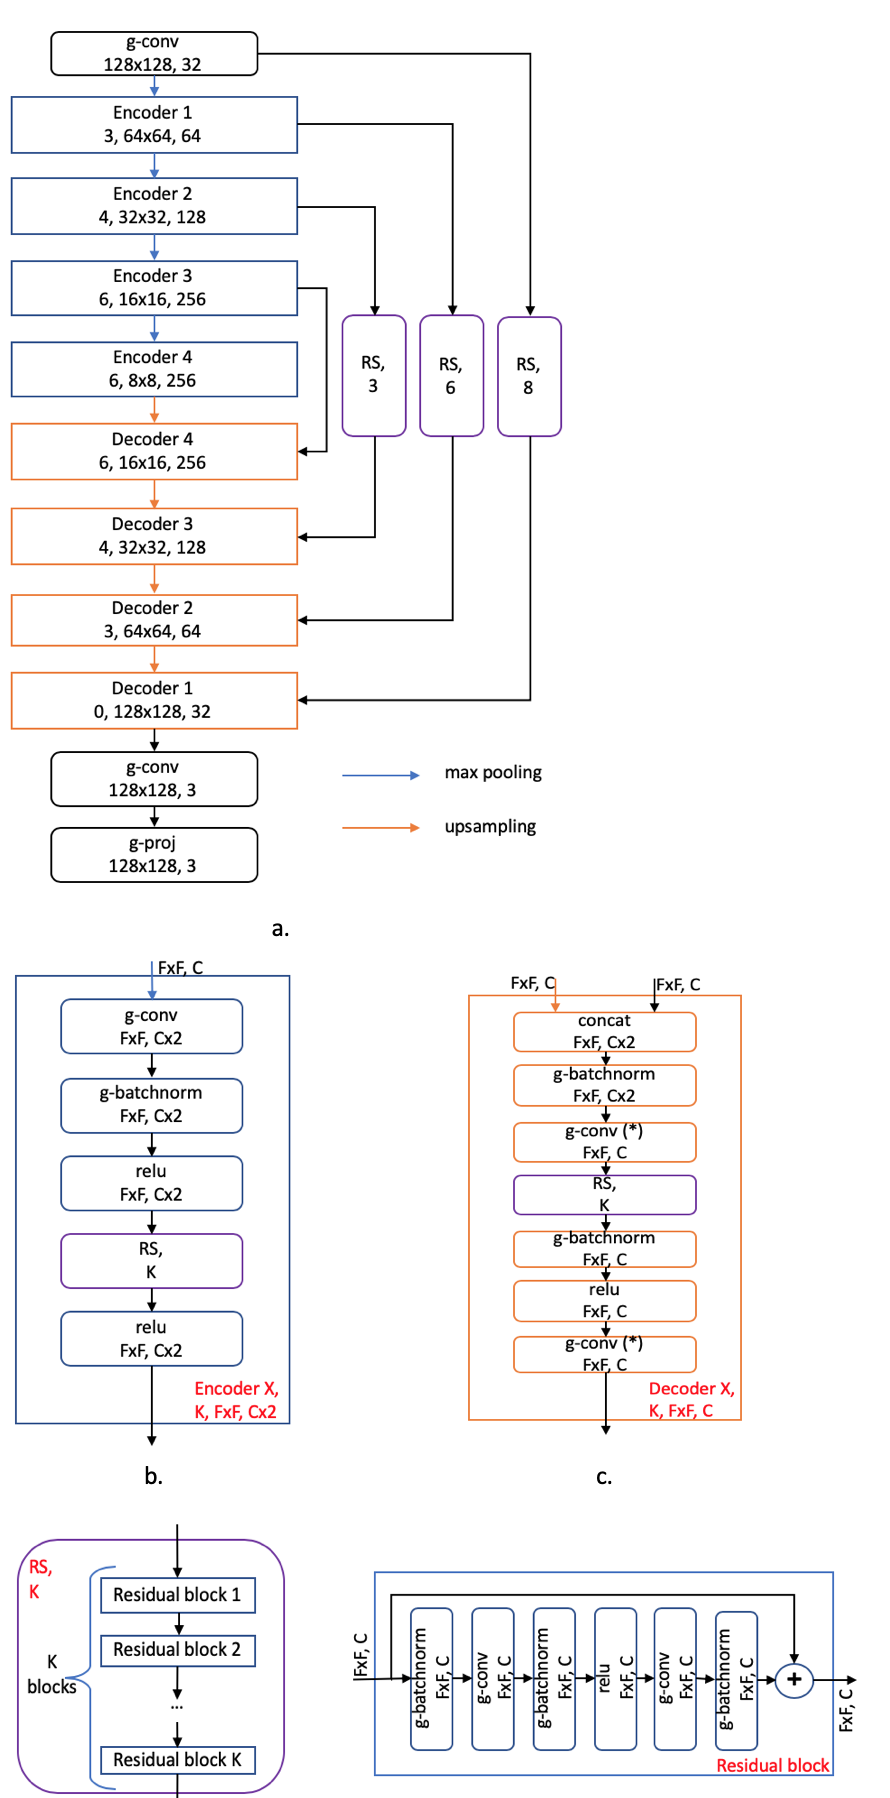 g-conv
128x128, 32
Encoder 1
3, 64x64, 64
Encoder 2
4, 32x32, 128
Encoder 3
6, 16x16, 256
Encoder 4
6, 8x8, 256
RS,
3
RS,
6
RS,
8
Decoder 4
6, 16x16, 256
Decoder 3
4, 32x32, 128
Decoder 2
3, 64x64, 64
Decoder 1
0, 128x128, 32
g-conv
128x128, 3
g-proj
128x128, 3
max pooling
upsampling
a.
FxF, C
g-conv
FxF, Cx2
g-batchnorm
FxF, Cx2
relu
FxF, Cx2
RS,
K
relu
FxF, Cx2
Encoder X,
K, FxF, Cx2
b.
FxF, C
FxF, C
concat
FxF, Cx2
g-batchnorm
FxF, Cx2
g-conv (*)
FxF, C
RS,
K
g-batchnorm
FxF, C
relu
FxF, C
g-conv (*)
FxF, C
Decoder X,
K, FxF, C
c.
RS,
K
K
blocks
Residual block 1
Residual block 2
...
Residual block K
FxF, C
g-batchnorm
FxF, C
g-conv
FxF, C
g-batchnorm
FxF, C
relu
FxF, C
g-conv
FxF, C
g-batchnorm
FxF, C
+
FxF, C
Residual block